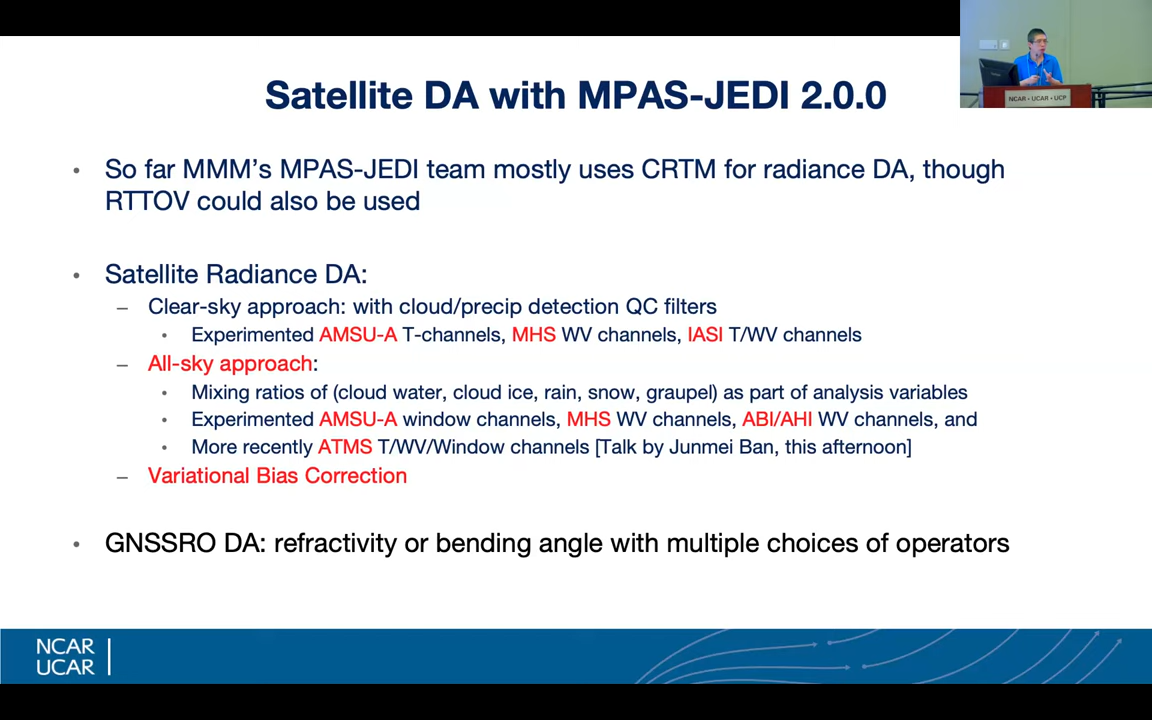 NCAR • UCAR • UCP
Satellite DA with MPAS-JEDI 2.0.0
• So far MMM's MPAS-JEDI team mostly uses CRTM for radiance DA, though
RTTOV could also be used
• Satellite Radiance DA:
– Clear-sky approach: with cloud/precip detection QC filters
• Experimented AMSU-A T-channels, MHS WV channels, IASI T/WV channels
– All-sky approach:
• Mixing ratios of (cloud water, cloud ice, rain, snow, graupel) as part of analysis variables
• Experimented AMSU-A window channels, MHS WV channels, ABI/AHI WV channels, and
• More recently ATMS T/WV/Window channels [Talk by Junmei Ban, this afternoon]
– Variational Bias Correction
• GNSSRO DA: refractivity or bending angle with multiple choices of operators
NCAR
UCAR